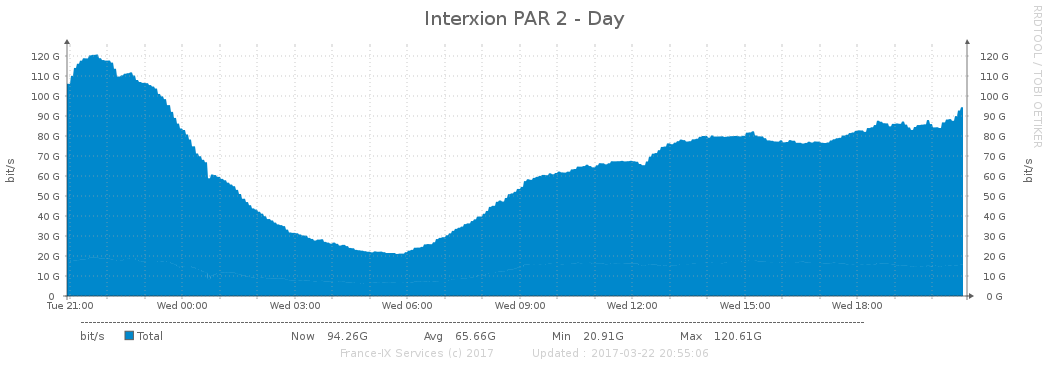 Interxion PAR 2 - Day
RRDTOOL / TOBI OETIKER
bit/s
120 G
110 G
100 G
90 G
80 G
70 G
60 G
50 G
40 G
30 G
20 G
10 G
0
120 G
110 G
100 G
90 G
80 G
70 G
60 G
50 G
40 G
30 G
20 G
10 G
0 G
bit/s
Tue 21:00 Wed 00:00 Wed 03:00 Wed 06:00 Wed 09:00 Wed 12:00 Wed 15:00 Wed 18:00
bit/s Total Now 94.26G Avg 65.66G Min 20.91G Max 120.61G
France-IX Services (c) 2017 Updated : 2017-03-22 20:55:06